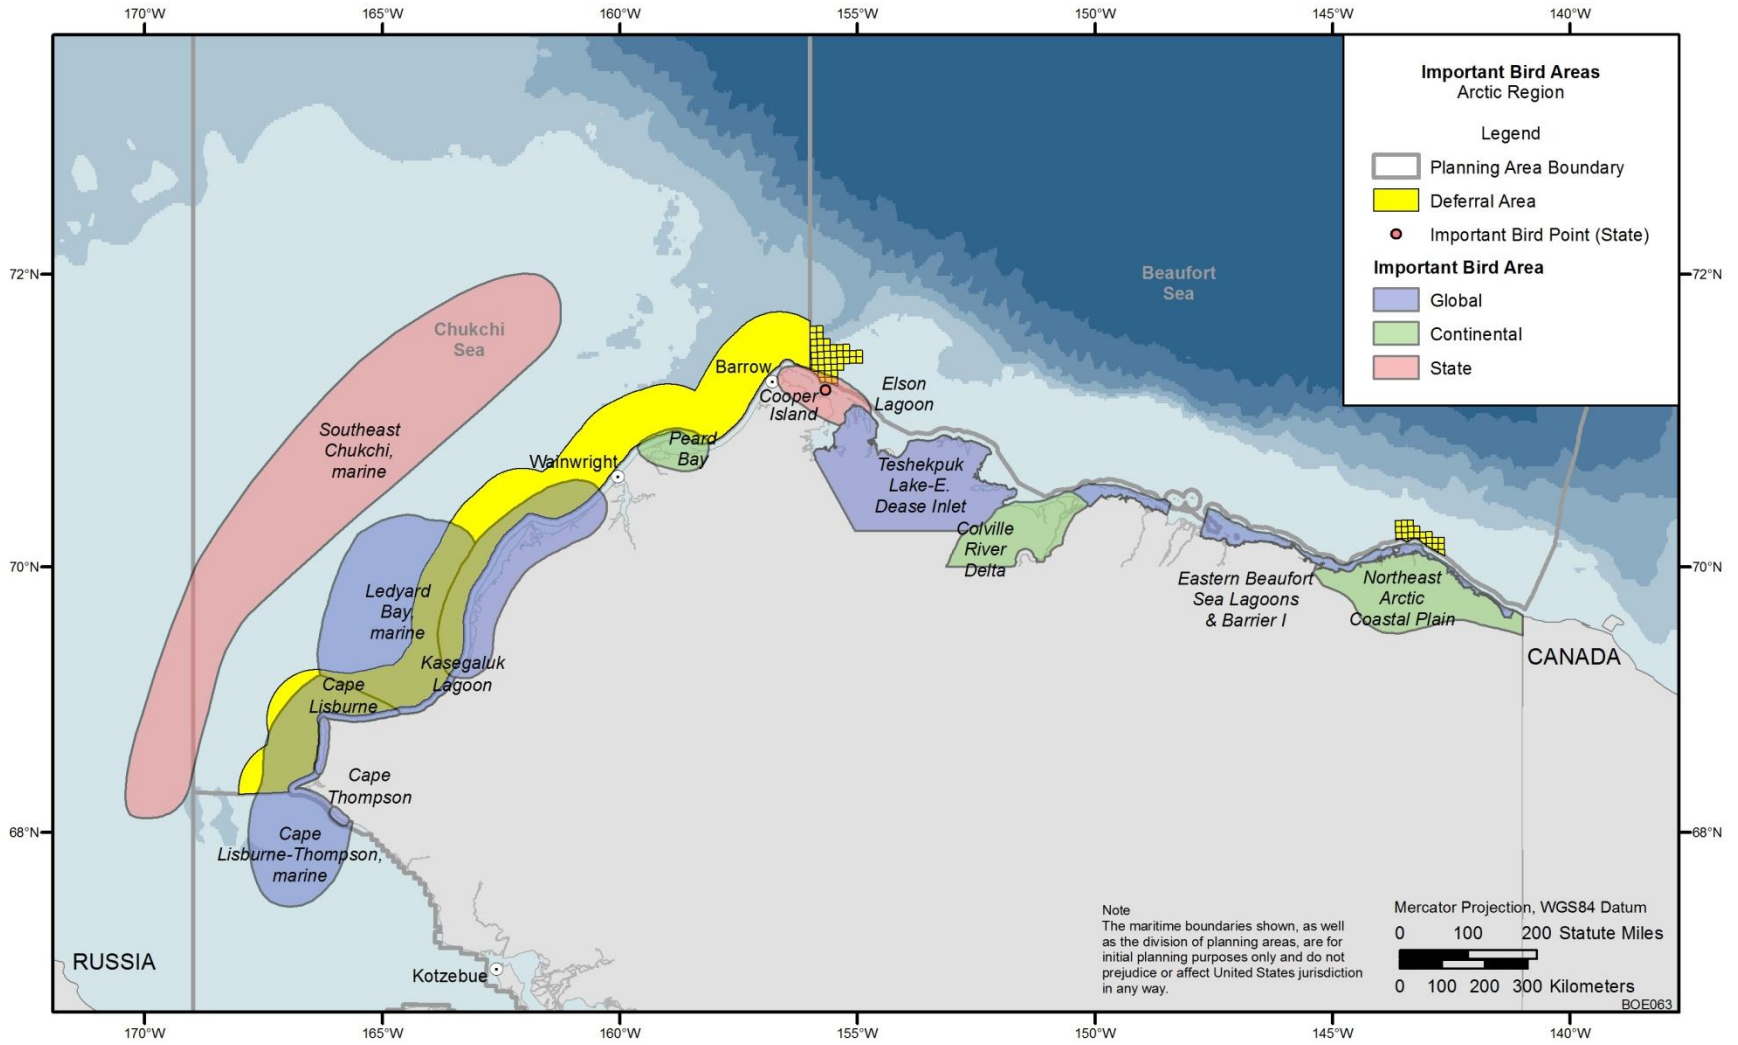 170°W
165°W
160°W
155°W
150°W
145°W
140°W
Important Bird Areas
Arctic Region
Legend
Planning Area Boundary
Deferral Area
Important Bird Point (State)
Important Bird Area
Global
Continental
State
72°N
72°N
Beaufort
Sea
Chukchi
Sea
Barrow
Cooper
Island
Elson
Lagoon
Southeast
Chukchi,
marine
Peard
Bay
Wainwright
Teshekpuk
Lake-E.
Dease Inlet
Colville
River
Delta
70°N
70°N
Ledyard
Bay,
marine
Eastern Beaufort
Sea Lagoons
& Barrier I
Northeast
Arctic
Coastal Plain
Kasegaluk
Lagoon
CANADA
Cape
Lisburne
Cape
Thompson
68°N
68°N
Cape
Lisburne-Thompson,
marine
RUSSIA
Kotzebue
Note
The maritime boundaries shown, as well
as the division of planning areas, are for
initial planning purposes only and do not
prejudice or affect United States jurisdiction
in any way.
Mercator Projection, WGS84 Datum
0 100 200 Statute Miles
0 100 200 300 Kilometers
BOE063
170°W
165°W
160°W
155°W
150°W
145°W
140°W